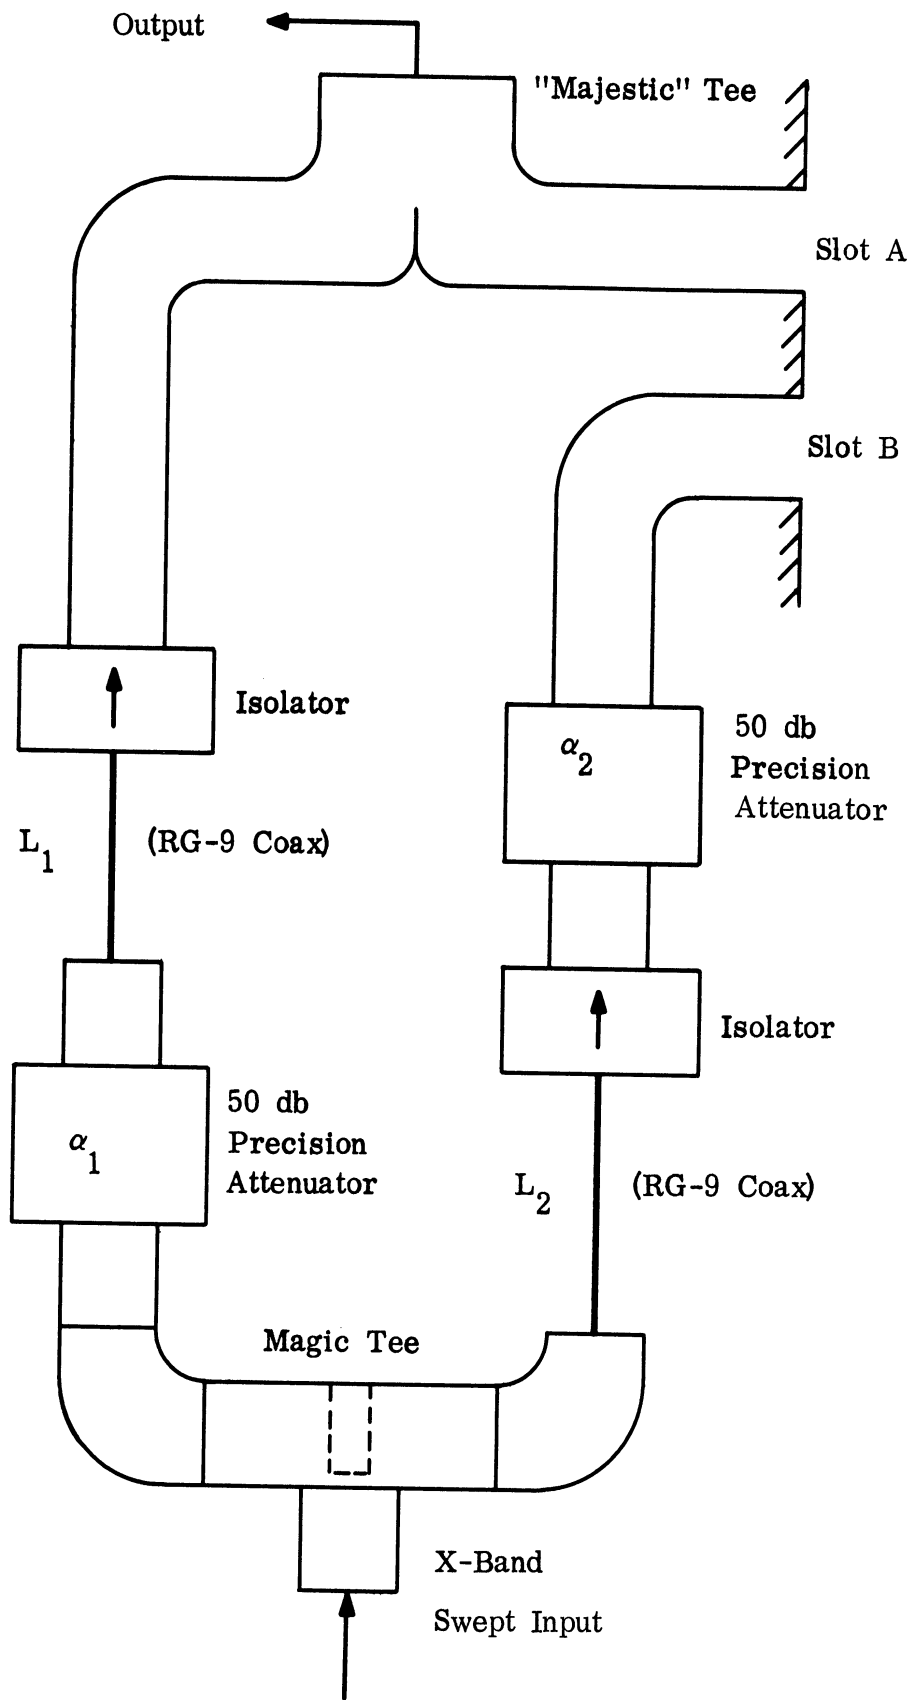 Output
"Majestic" Tee
Slot A
Slot B
Isolator
α2
50 db
Precision
Attenuator
L1
(RG-9 Coax)
Isolator
α1
50 db
Precision
Attenuator
L2
(RG-9 Coax)
Magic Tee
X-Band
Swept Input